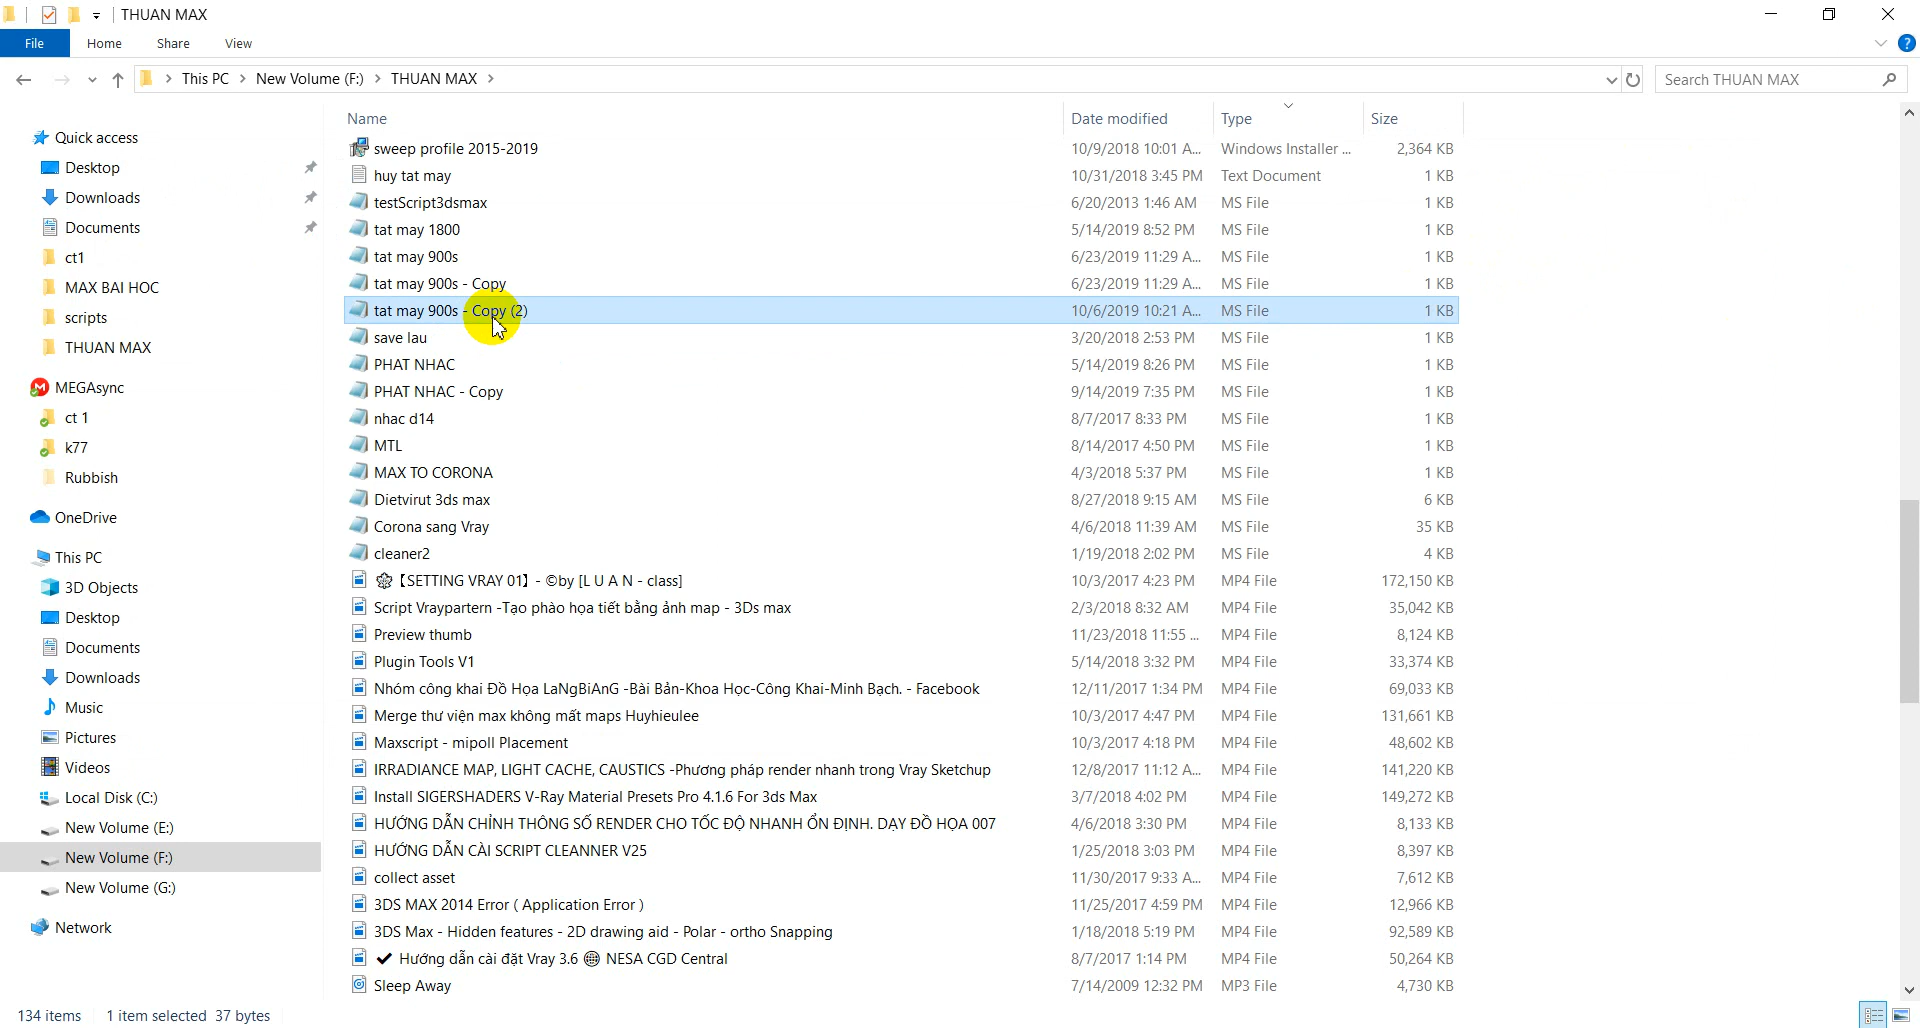 THUAN MAX
File Home Share View
This PC > New Volume (F:) > THUAN MAX >
Search THUAN MAX
Name Date modified Type Size
Quick access
Desktop
Downloads
Documents
ct1
MAX BAI HOC
scripts
THUAN MAX
MEGAsync
ct 1
k77
Rubbish
OneDrive
This PC
3D Objects
Desktop
Documents
Downloads
Music
Pictures
Videos
Local Disk (C:)
New Volume (E:)
New Volume (F:)
New Volume (G:)
Network
sweep profile 2015-2019 10/9/2018 10:01 A... Windows Installer ... 2,364 KB
huy tat may 10/31/2018 3:45 PM Text Document 1 KB
testScript3dsmax 6/20/2013 1:46 AM MS File 1 KB
tat may 1800 5/14/2019 8:52 PM MS File 1 KB
tat may 900s 6/23/2019 11:29 A... MS File 1 KB
tat may 900s - Copy 6/23/2019 11:29 A... MS File 1 KB
tat may 900s - Copy (2) 10/6/2019 10:21 A... MS File 1 KB
save lau 3/20/2018 2:53 PM MS File 1 KB
PHAT NHAC 5/14/2019 8:26 PM MS File 1 KB
PHAT NHAC - Copy 9/14/2019 7:35 PM MS File 1 KB
nhac d14 8/7/2017 8:33 PM MS File 1 KB
MTL 8/14/2017 4:50 PM MS File 1 KB
MAX TO CORONA 4/3/2018 5:37 PM MS File 1 KB
Dietvirut 3ds max 8/27/2018 9:15 AM MS File 6 KB
Corona sang Vray 4/6/2018 11:39 AM MS File 35 KB
cleaner2 1/19/2018 2:02 PM MS File 4 KB
🏵【SETTING VRAY 01】- ©by [L U A N - class] 10/3/2017 4:23 PM MP4 File 172,150 KB
Script Vraypartern -Tạo phào họa tiết bằng ảnh map - 3Ds max 2/3/2018 8:32 AM MP4 File 35,042 KB
Preview thumb 11/23/2018 11:55 ... MP4 File 8,124 KB
Plugin Tools V1 5/14/2018 3:32 PM MP4 File 33,374 KB
Nhóm công khai Đồ Họa LaNgBiAnG -Bài Bản-Khoa Học-Công Khai-Minh Bạch. - Facebook 12/11/2017 1:34 PM MP4 File 69,033 KB
Merge thư viện max không mất maps Huyhieulee 10/3/2017 4:47 PM MP4 File 131,661 KB
Maxscript - mipoll Placement 10/3/2017 4:18 PM MP4 File 48,602 KB
IRRADIANCE MAP, LIGHT CACHE, CAUSTICS -Phương pháp render nhanh trong Vray Sketchup 12/8/2017 11:12 A... MP4 File 141,220 KB
Install SIGERSHADERS V-Ray Material Presets Pro 4.1.6 For 3ds Max 3/7/2018 4:02 PM MP4 File 149,272 KB
HƯỚNG DẪN CHỈNH THÔNG SỐ RENDER CHO TỐC ĐỘ NHANH ỔN ĐỊNH. DẠY ĐỒ HỌA 007 4/6/2018 3:30 PM MP4 File 8,133 KB
HƯỚNG DẪN CÀI SCRIPT CLEANNER V25 1/25/2018 3:03 PM MP4 File 8,397 KB
collect asset 11/30/2017 9:33 A... MP4 File 7,612 KB
3DS MAX 2014 Error ( Application Error ) 11/25/2017 4:59 PM MP4 File 12,966 KB
3DS Max - Hidden features - 2D drawing aid - Polar - ortho Snapping 1/18/2018 5:19 PM MP4 File 92,589 KB
✔ Hướng dẫn cài đặt Vray 3.6 🌐 NESA CGD Central 8/7/2017 1:14 PM MP4 File 50,264 KB
Sleep Away 7/14/2009 12:32 PM MP3 File 4,730 KB
134 items 1 item selected 37 bytes